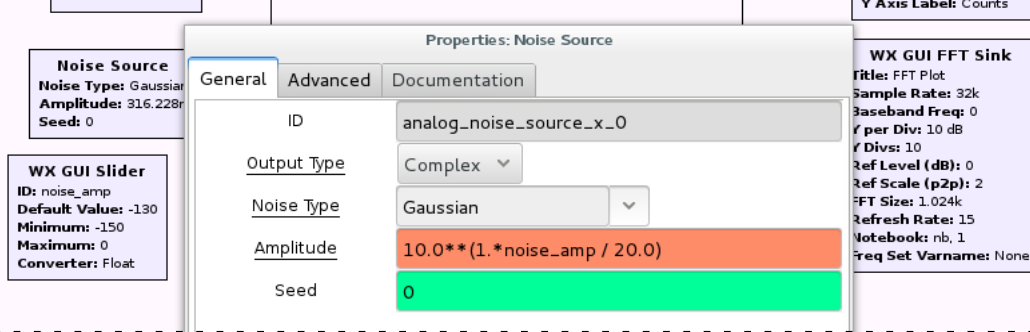 Y Axis Label: Counts
Properties: Noise Source
General
Advanced
Documentation
ID
analog_noise_source_x_0
Output Type
Complex
Noise Type
Gaussian
Amplitude
10.0**(1.*noise_amp / 20.0)
Seed
0
Noise Source
Noise Type: Gaussian
Amplitude: 316.228
Seed: 0
WX GUI Slider
ID: noise_amp
Default Value: -130
Minimum: -150
Maximum: 0
Converter: Float
WX GUI FFT Sink
Title: FFT Plot
Sample Rate: 32k
Baseband Freq: 0
Y per Div: 10 dB
Y Divs: 10
Ref Level (dB): 0
Ref Scale (p2p): 2
FFT Size: 1.024k
Refresh Rate: 15
Notebook: nb, 1
Freq Set Varname: None